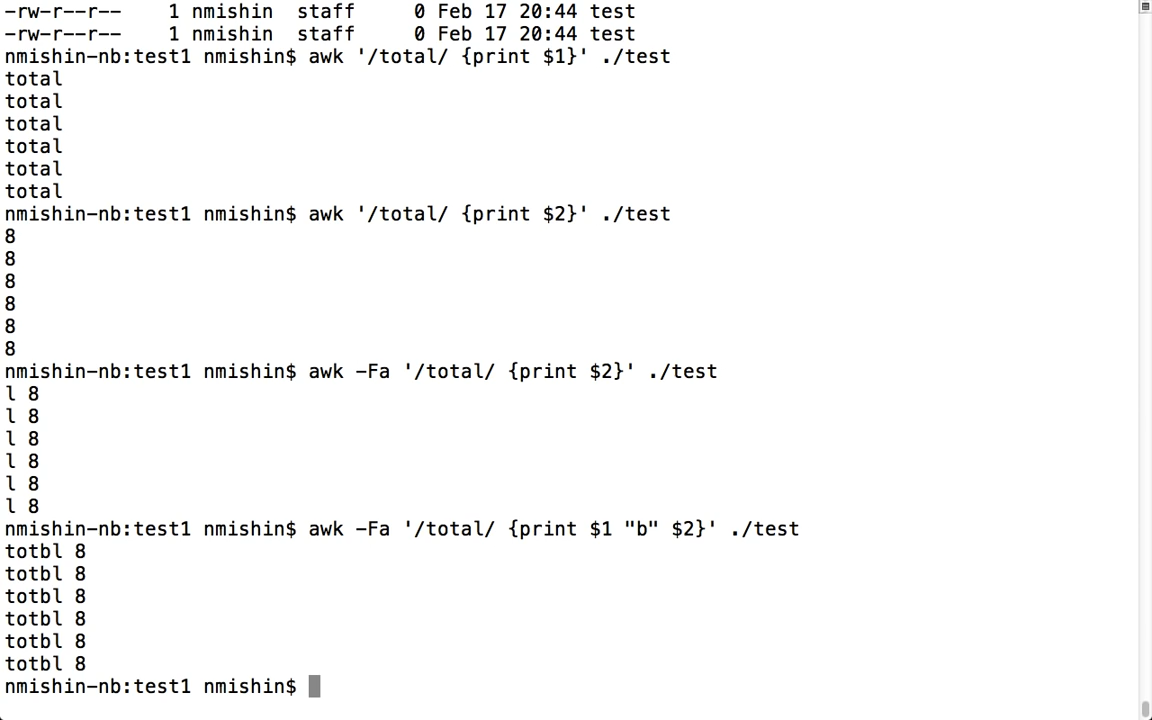 -rw-r--r--    1 nmishin  staff     0 Feb 17 20:44 test
-rw-r--r--    1 nmishin  staff     0 Feb 17 20:44 test
nmishin-nb:test1 nmishin$ awk '/total/ {print $1}' ./test
total
total
total
total
total
total
nmishin-nb:test1 nmishin$ awk '/total/ {print $2}' ./test
8
8
8
8
8
8
nmishin-nb:test1 nmishin$ awk -Fa '/total/ {print $2}' ./test
l 8
l 8
l 8
l 8
l 8
l 8
nmishin-nb:test1 nmishin$ awk -Fa '/total/ {print $1 "b" $2}' ./test
totbl 8
totbl 8
totbl 8
totbl 8
totbl 8
totbl 8
nmishin-nb:test1 nmishin$